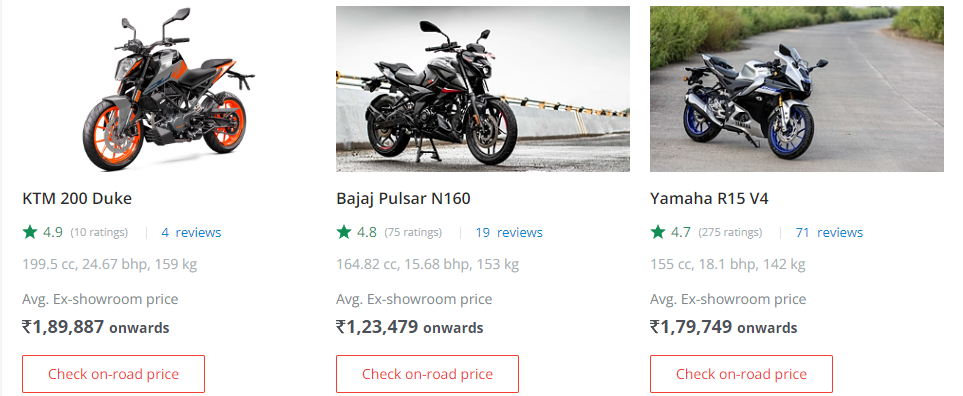 KTM 200 Duke
4.9 (10 ratings) | 4 reviews
199.5 cc, 24.67 bhp, 159 kg
Avg. Ex-showroom price
₹1,89,887 onwards
Check on-road price
Bajaj Pulsar N160
4.8 (75 ratings) | 19 reviews
164.82 cc, 15.68 bhp, 153 kg
Avg. Ex-showroom price
₹1,23,479 onwards
Check on-road price
Yamaha R15 V4
4.7 (275 ratings) | 71 reviews
155 cc, 18.1 bhp, 142 kg
Avg. Ex-showroom price
₹1,79,749 onwards
Check on-road price